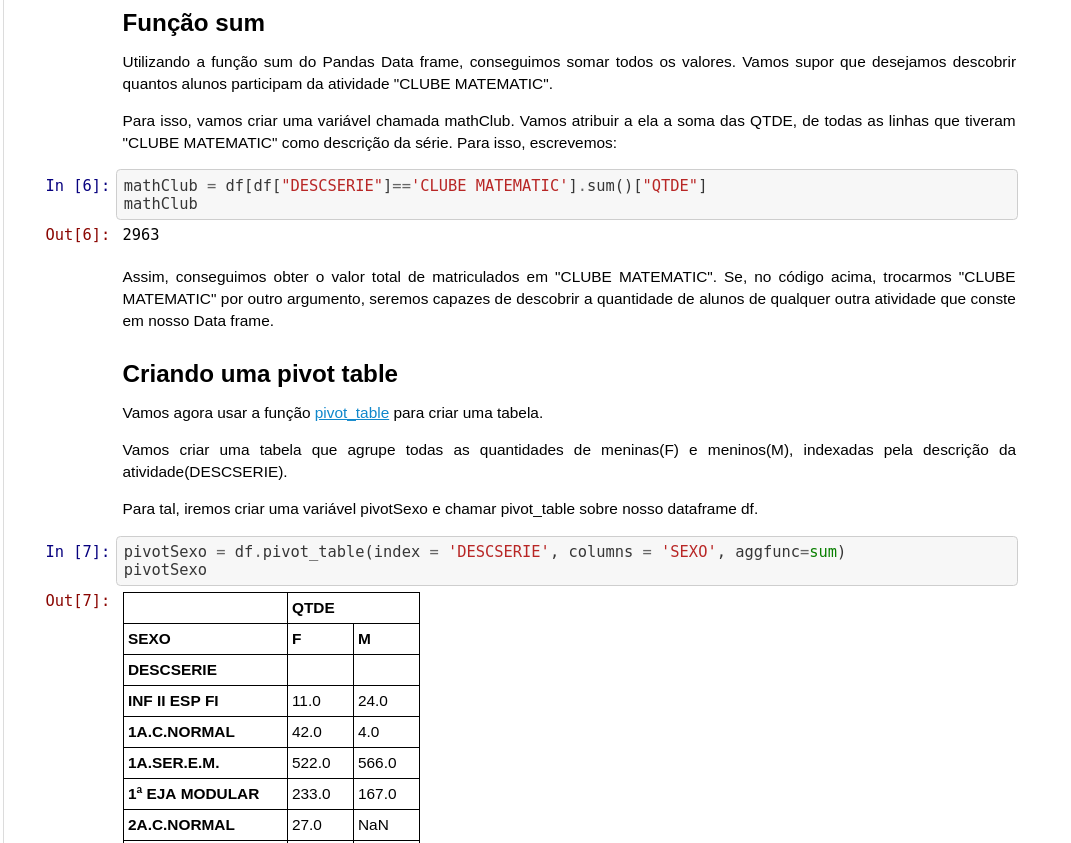 Função sum
Utilizando a função sum do Pandas Data frame, conseguimos somar todos os valores. Vamos supor que desejamos descobrir
quantos alunos participam da atividade "CLUBE MATEMATIC".
Para isso, vamos criar uma variável chamada mathClub. Vamos atribuir a ela a soma das QTDE, de todas as linhas que tiveram
"CLUBE MATEMATIC" como descrição da série. Para isso, escrevemos:
In [6]: mathClub = df[df["DESCSERIE"]=='CLUBE MATEMATIC'].sum()["QTDE"]
mathClub
Out[6]: 2963
Assim, conseguimos obter o valor total de matriculados em "CLUBE MATEMATIC". Se, no código acima, trocarmos "CLUBE
MATEMATIC" por outro argumento, seremos capazes de descobrir a quantidade de alunos de qualquer outra atividade que conste
em nosso Data frame.
Criando uma pivot table
Vamos agora usar a função pivot_table para criar uma tabela.
Vamos criar uma tabela que agrupe todas as quantidades de meninas(F) e meninos(M), indexadas pela descrição da
atividade(DESCSERIE).
Para tal, iremos criar uma variável pivotSexo e chamar pivot_table sobre nosso dataframe df.
In [7]: pivotSexo = df.pivot_table(index = 'DESCSERIE', columns = 'SEXO', aggfunc=sum)
pivotSexo
Out[7]:
QTDE
SEXO F M
DESCSERIE
INF II ESP FI 11.0 24.0
1A.C.NORMAL 42.0 4.0
1A.SER.E.M. 522.0 566.0
1ª EJA MODULAR 233.0 167.0
2A.C.NORMAL 27.0 NaN